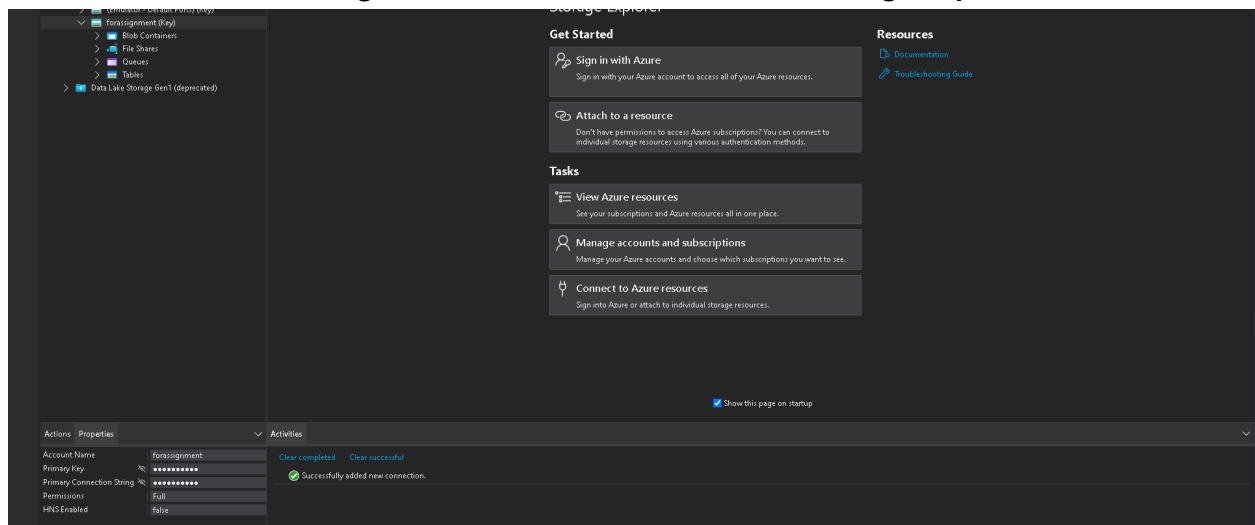 (Emulator - Default Ports) (Key)
forassignment (Key)
Blob Containers
File Shares
Queues
Tables
Data Lake Storage Gen1 (deprecated)
Storage Explorer
Get Started
Sign in with Azure
Sign in with your Azure account to access all of your Azure resources.
Attach to a resource
Don't have permissions to access Azure subscriptions? You can connect to
individual storage resources using various authentication methods.
Tasks
View Azure resources
See your subscriptions and Azure resources all in one place.
Manage accounts and subscriptions
Manage your Azure accounts and choose which subscriptions you want to see.
Connect to Azure resources
Sign into Azure or attach to individual storage resources.
Resources
Documentation
Troubleshooting Guide
Show this page on startup
Actions Properties
Account Name forassignment
Primary Key ••••••••••
Primary Connection String ••••••••••
Permissions Full
HNS Enabled false
Activities
Clear completed Clear successful
Successfully added new connection.